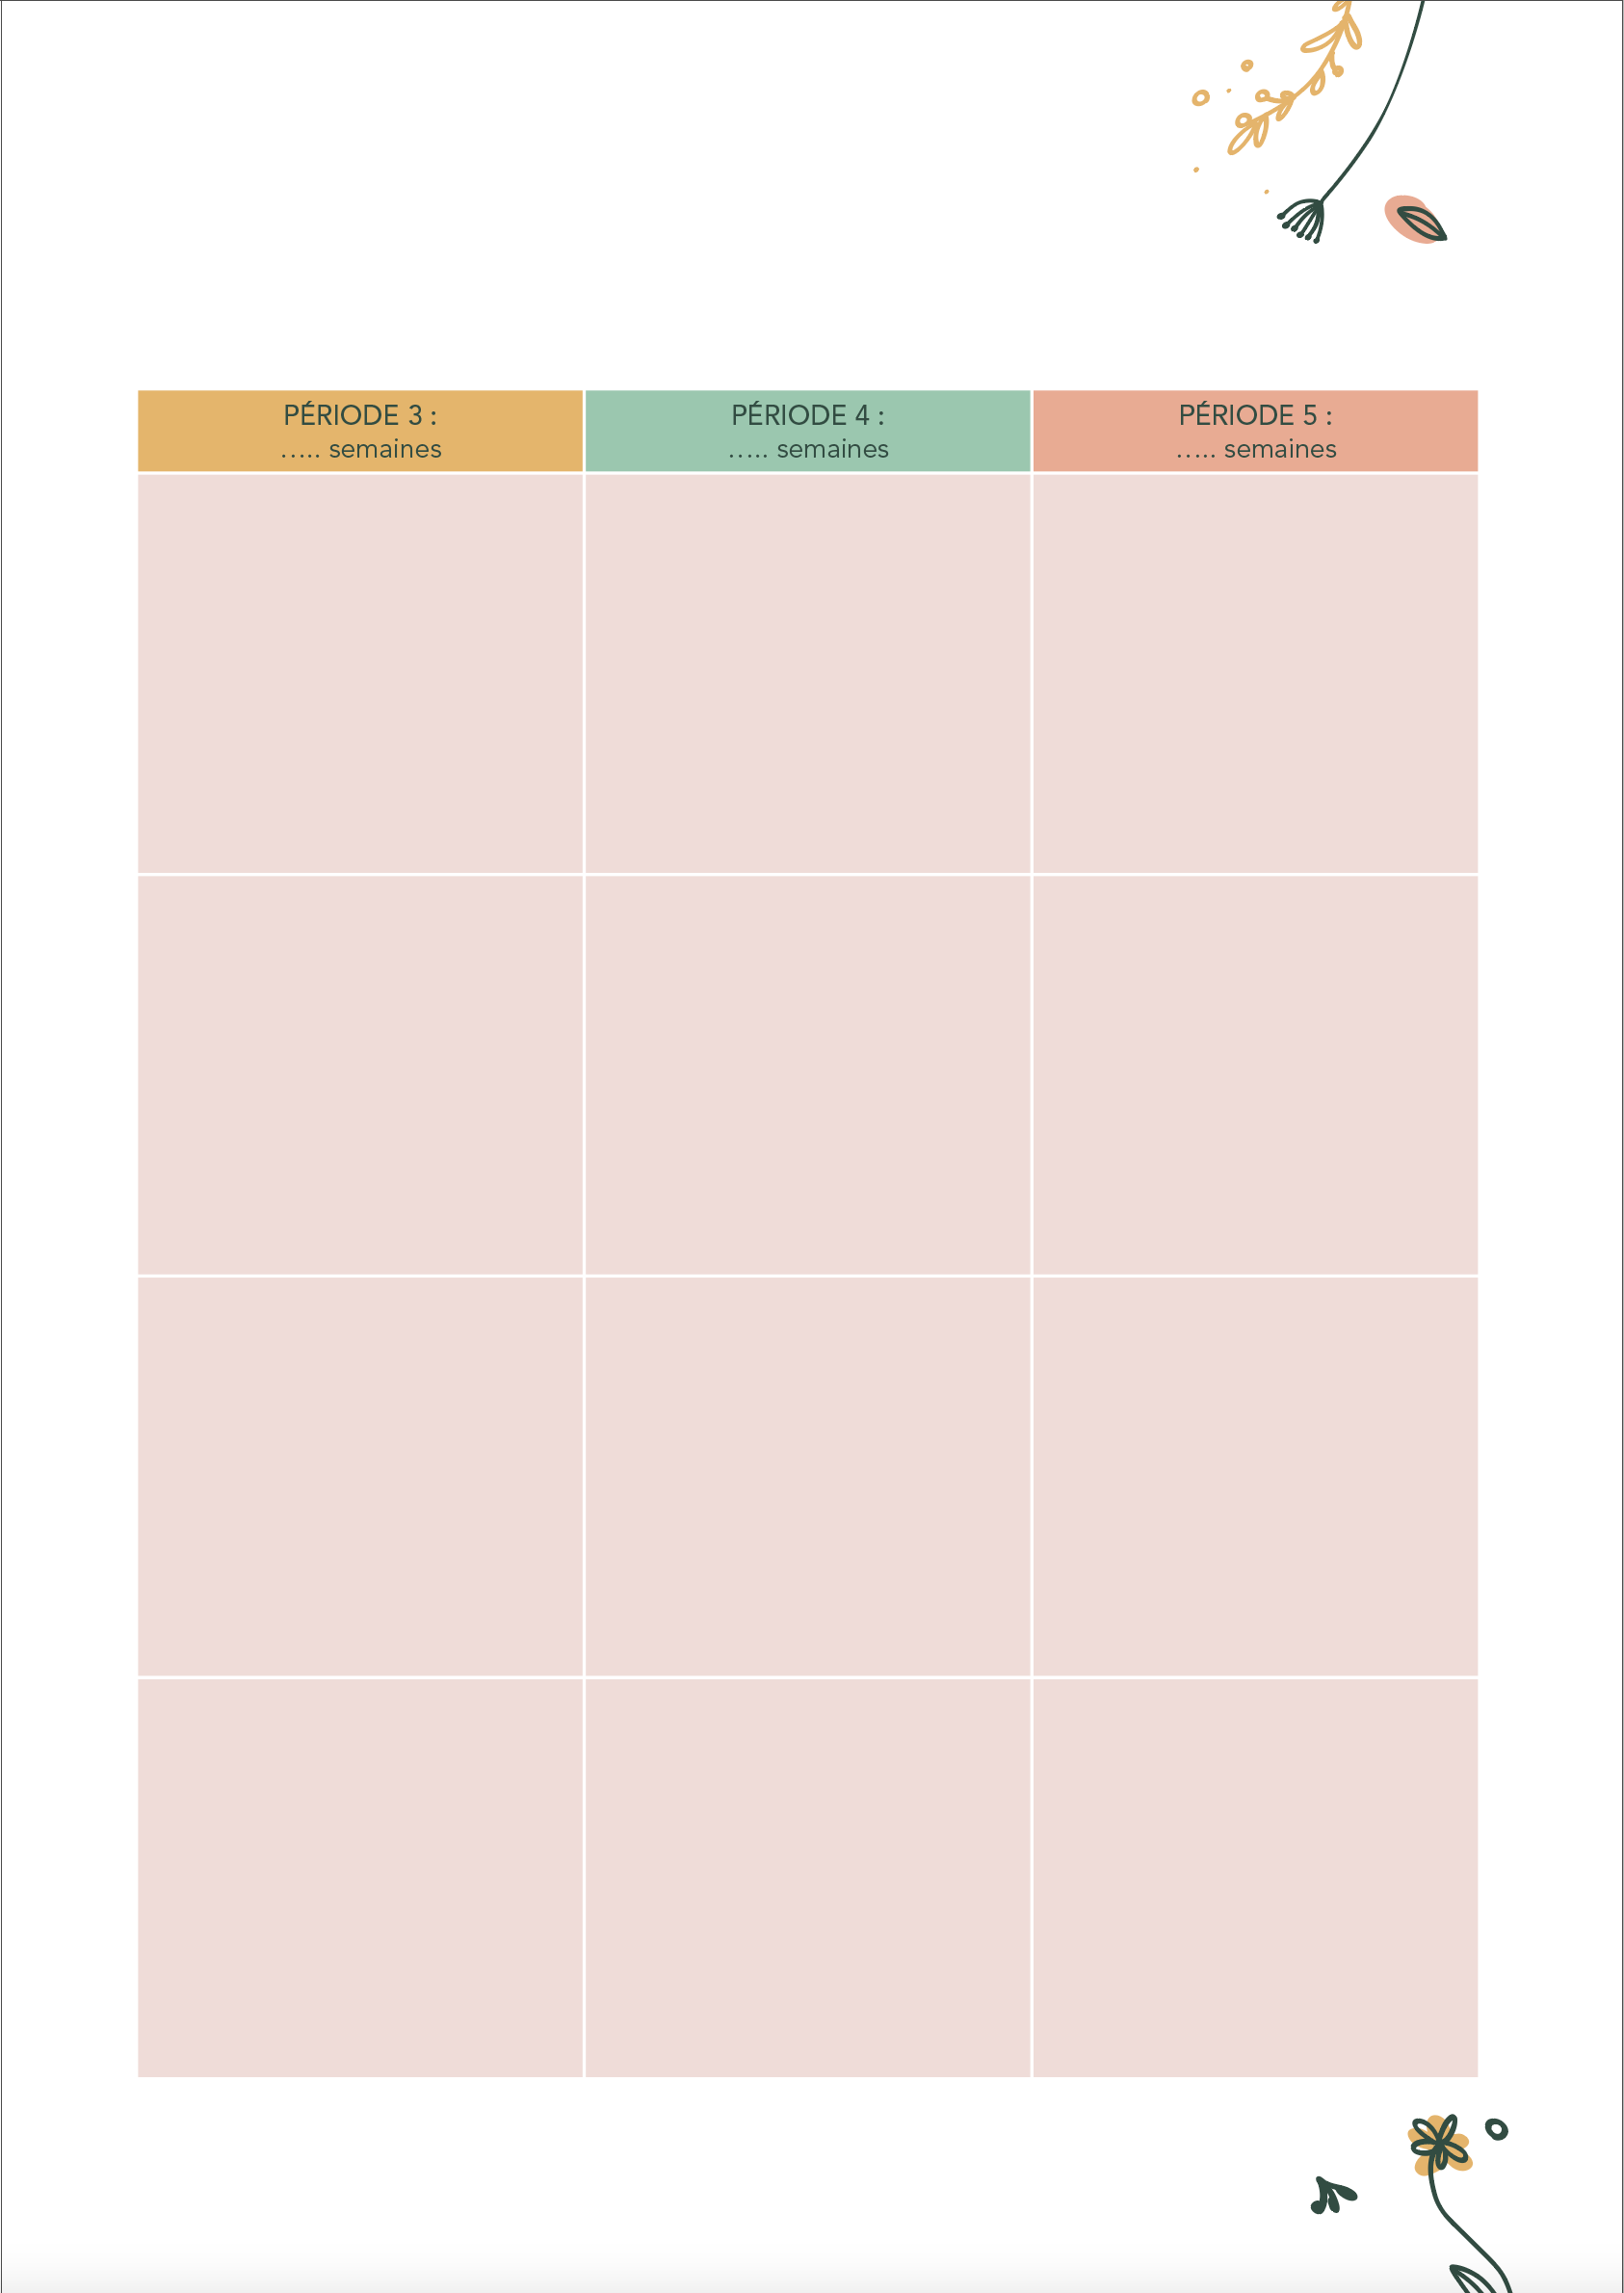 PÉRIODE 3 :
..... semaines
PÉRIODE 4 :
..... semaines
PÉRIODE 5 :
..... semaines